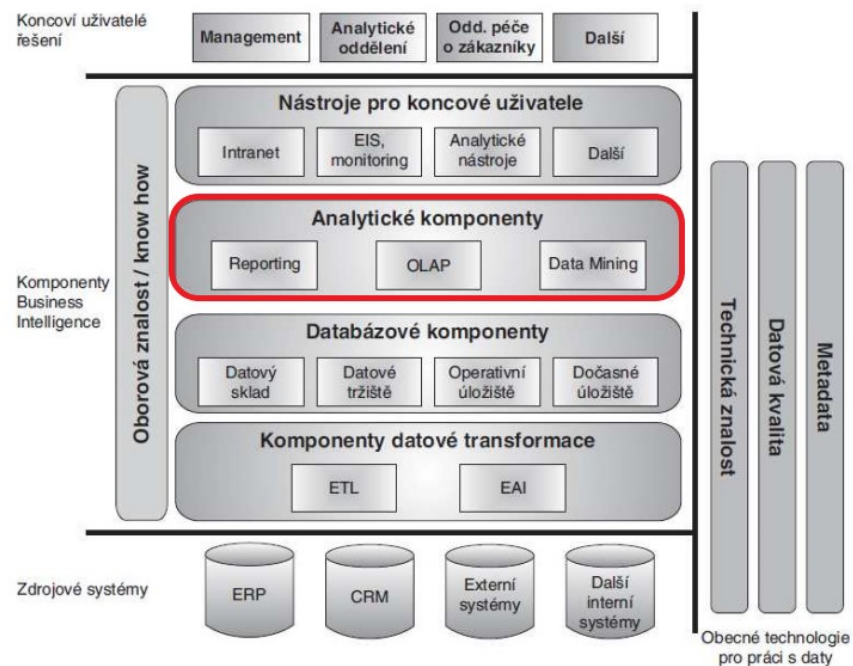 Koncoví uživatelé
řešení
Management
Analytické
oddělení
Odd. péče
o zákazníky
Další
Nástroje pro koncové uživatele
Intranet
EIS,
monitoring
Analytické
nástroje
Další
Analytické komponenty
Reporting
OLAP
Data Mining
Komponenty
Business
Intelligence
Oborová znalost / know how
Databázové komponenty
Datový
sklad
Datové
tržiště
Operativní
úložiště
Dočasné
úložiště
Komponenty datové transformace
ETL
EAI
Technická znalost
Datová kvalita
Metadata
Zdrojové systémy
ERP
CRM
Externí
systémy
Další
interní
systémy
Obecné technologie
pro práci s daty